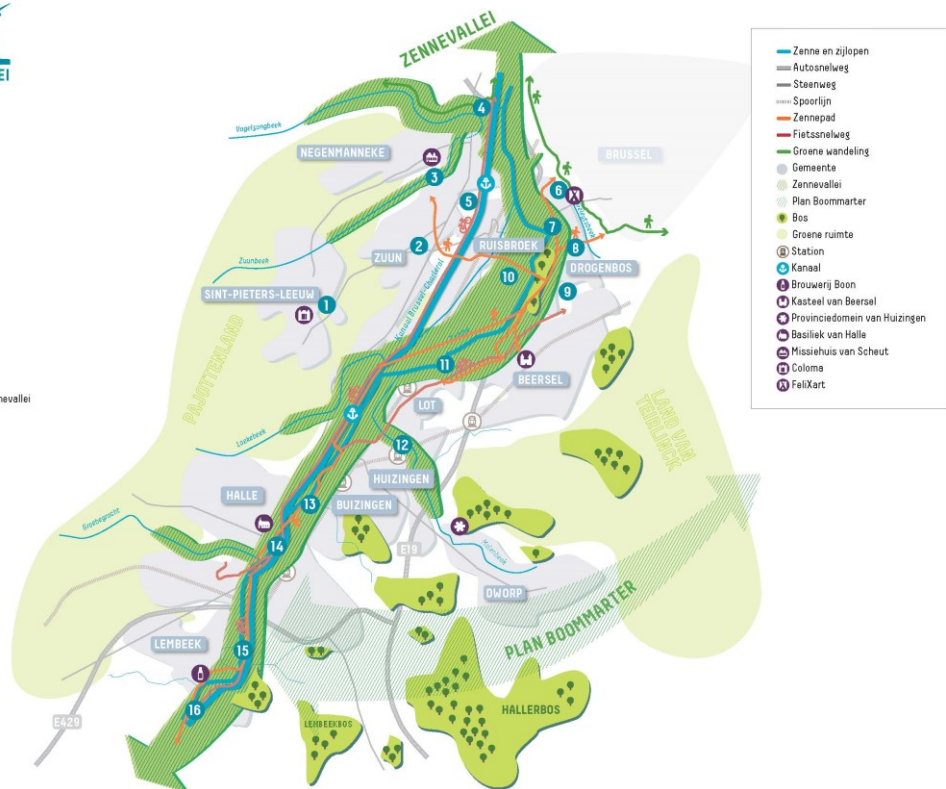 EI
nevallei
ZENNEVALLEI
Vogelzangbeek
4
NEGENMANNEKE
3
BRUSSEL
5
6
Zuunbeek
2
ZUUN
RUISBROEK
7
8
DROGENBOS
10
9
SINT-PIETERS-LEEUW
1
Kanaal Brussel-Charleroi
Zenne
PAJOTTENLAND
11
BEERSEL
LOT
LAND VAN
TEIRLINCK
12
HUIZINGEN
HALLE
13
BUIZINGEN
14
E19
Molenbeek
DWORP
PLAN BOOMMARTER
LEMBEEK
15
16
E429
LEMBEEKBOS
HALLERBOS
Zenne en zijlopen
Autosnelweg
Steenweg
Spoorlijn
Zennepad
Fietssnelweg
Groene wandeling
Gemeente
Zennevallei
Plan Boommarter
Bos
Groene ruimte
Station
Kanaal
Brouwerij Boon
Kasteel van Beersel
Provinciedomein van Huizingen
Basiliek van Halle
Missiehuis van Scheut
Coloma
FeliXart